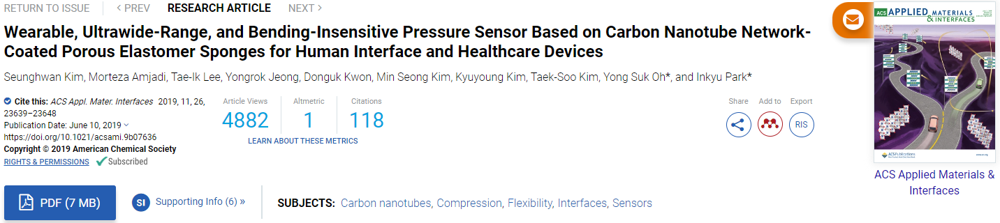 RETURN TO ISSUE
< PREV
RESEARCH ARTICLE
NEXT >
Wearable, Ultrawide-Range, and Bending-Insensitive Pressure Sensor Based on Carbon Nanotube Network-
Coated Porous Elastomer Sponges for Human Interface and Healthcare Devices
Seunghwan Kim, Morteza Amjadi, Tae-Ik Lee, Yongrok Jeong, Donguk Kwon, Min Seong Kim, Kyuyoung Kim, Taek-Soo Kim, Yong Suk Oh*, and Inkyu Park*
Cite this: ACS Appl. Mater. Interfaces 2019, 11, 26,
23639–23648
Publication Date: June 10, 2019
https://doi.org/10.1021/acsami.9b07636
Copyright © 2019 American Chemical Society
RIGHTS & PERMISSIONS
Subscribed
Article Views
4882
Altmetric
1
Citations
118
LEARN ABOUT THESE METRICS
Share
Add to
Export
RIS
ACS APPLIED MATERIALS
& INTERFACES
ACS Publications
ACS Applied Materials &
Interfaces
PDF (7 MB)
SI
Supporting Info (6) »
SUBJECTS: Carbon nanotubes, Compression, Flexibility, Interfaces, Sensors